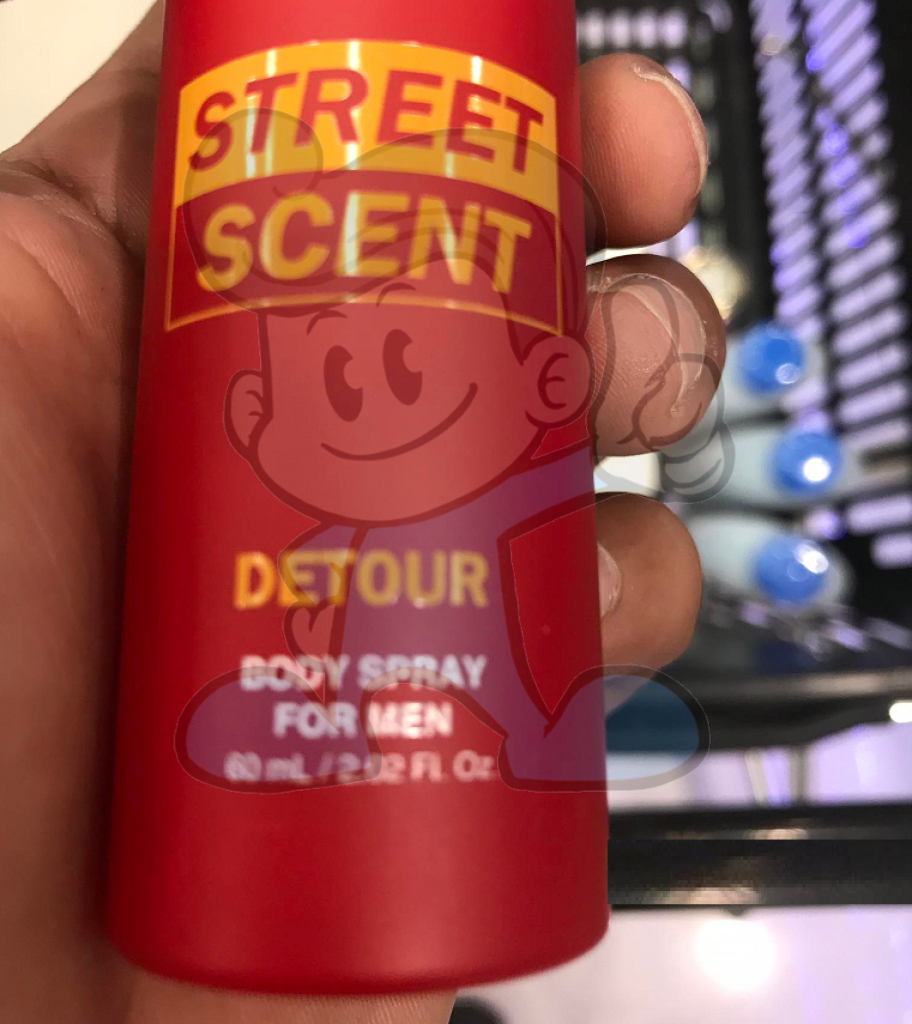 STREET
SCENT
DETOUR
BODY SPRAY
FOR MEN
60 mL / 2.02 Fl. Oz